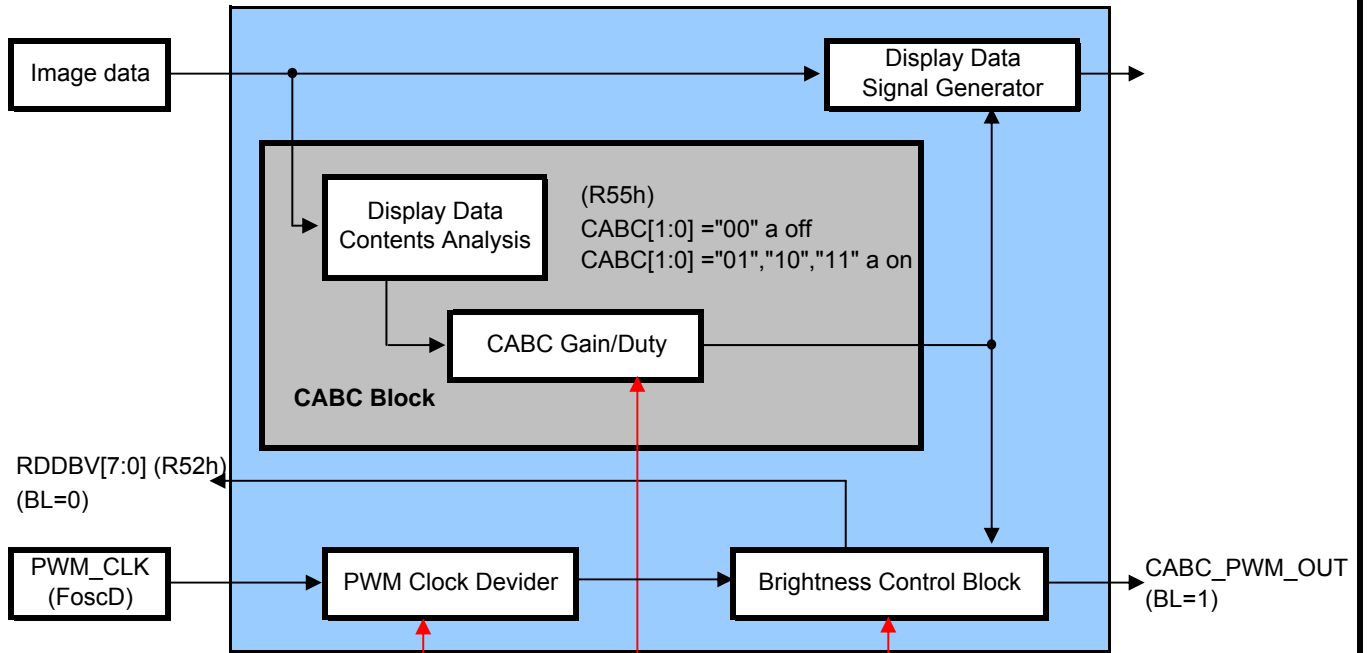 Image data
Display Data
Signal Generator
Display Data
Contents Analysis
(R55h)
CABC[1:0] ="00" a off
CABC[1:0] ="01","10","11" a on
CABC Gain/Duty
CABC Block
RDDBV[7:0] (R52h)
(BL=0)
PWM_CLK
(FoscD)
PWM Clock Devider
Brightness Control Block
CABC_PWM_OUT
(BL=1)